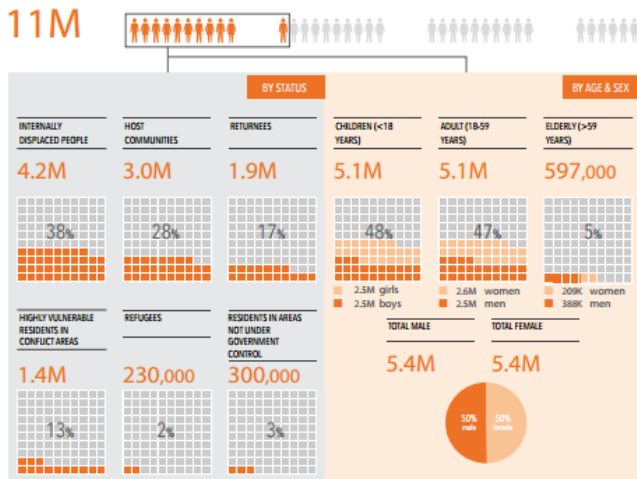 11M
BY STATUS
BY AGE & SEX
INTERNALLY
DISPLACED PEOPLE
4.2M
38%
HOST
COMMUNITIES
3.0M
28%
RETURNEES
1.9M
17%
CHILDREN (<18
YEARS)
5.1M
48%
2.5M girls
2.5M boys
ADULT (18-59
YEARS)
5.1M
47%
2.6M women
2.5M men
ELDERLY (>59
YEARS)
597,000
5%
209K women
388K men
HIGHLY VULNERABLE
RESIDENTS IN
CONFLICT AREAS
1.4M
13%
REFUGEES
230,000
2%
RESIDENTS IN AREAS
NOT UNDER
GOVERNMENT
CONTROL
300,000
3%
TOTAL MALE
5.4M
TOTAL FEMALE
5.4M
50%
male
50%
female